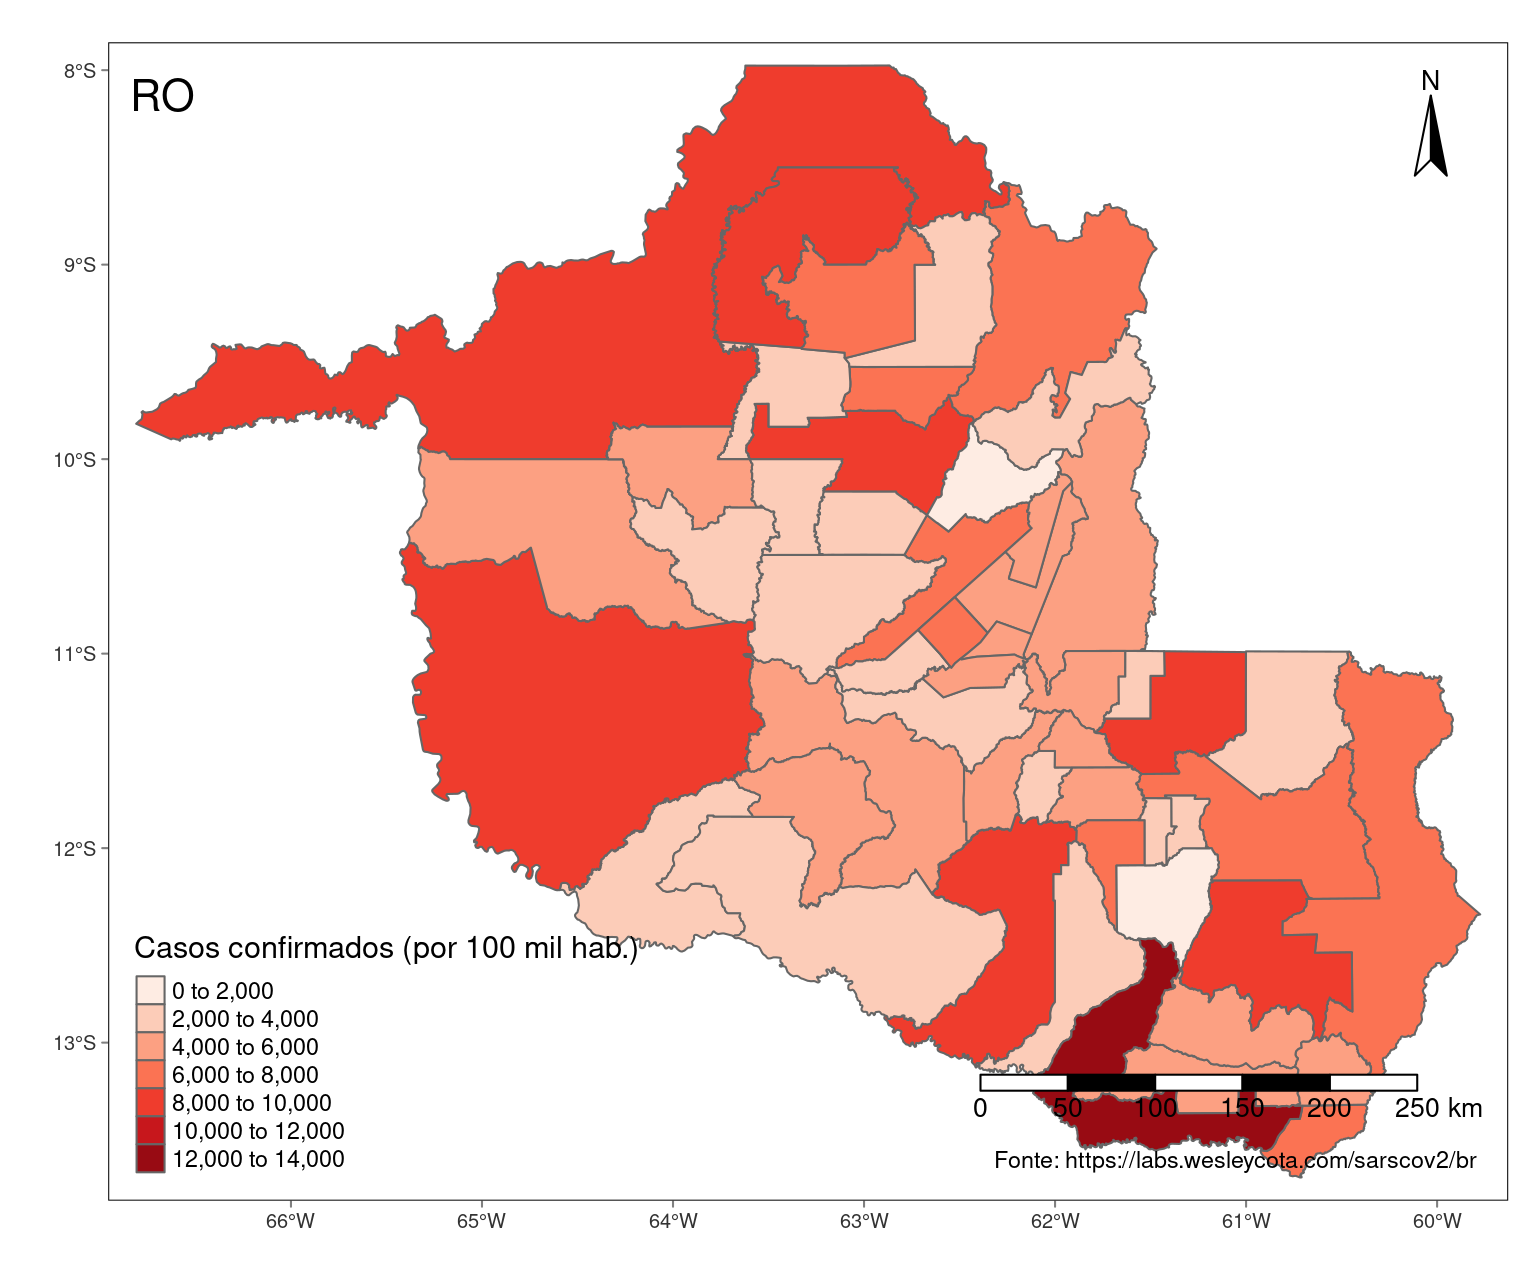 RO
N
8°S
9°S
10°S
11°S
12°S
13°S
Casos confirmados (por 100 mil hab.)
0 to 2,000
2,000 to 4,000
4,000 to 6,000
6,000 to 8,000
8,000 to 10,000
10,000 to 12,000
12,000 to 14,000
0 50 100 150 200 250 km
Fonte: https://labs.wesleycota.com/sarscov2/br
66°W 65°W 64°W 63°W 62°W 61°W 60°W